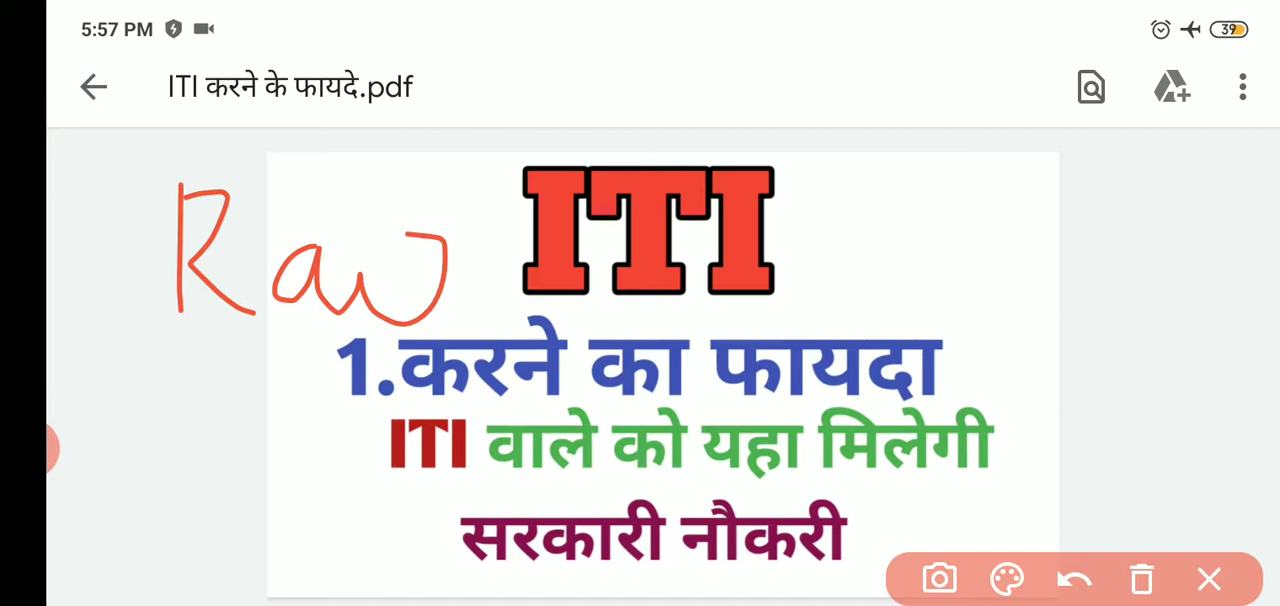 5:57 PM
39
ITI करने के फायदे.pdf
Raw
ITI
1.करने का फायदा
ITI वाले को यहा मिलेगी
सरकारी नौकरी